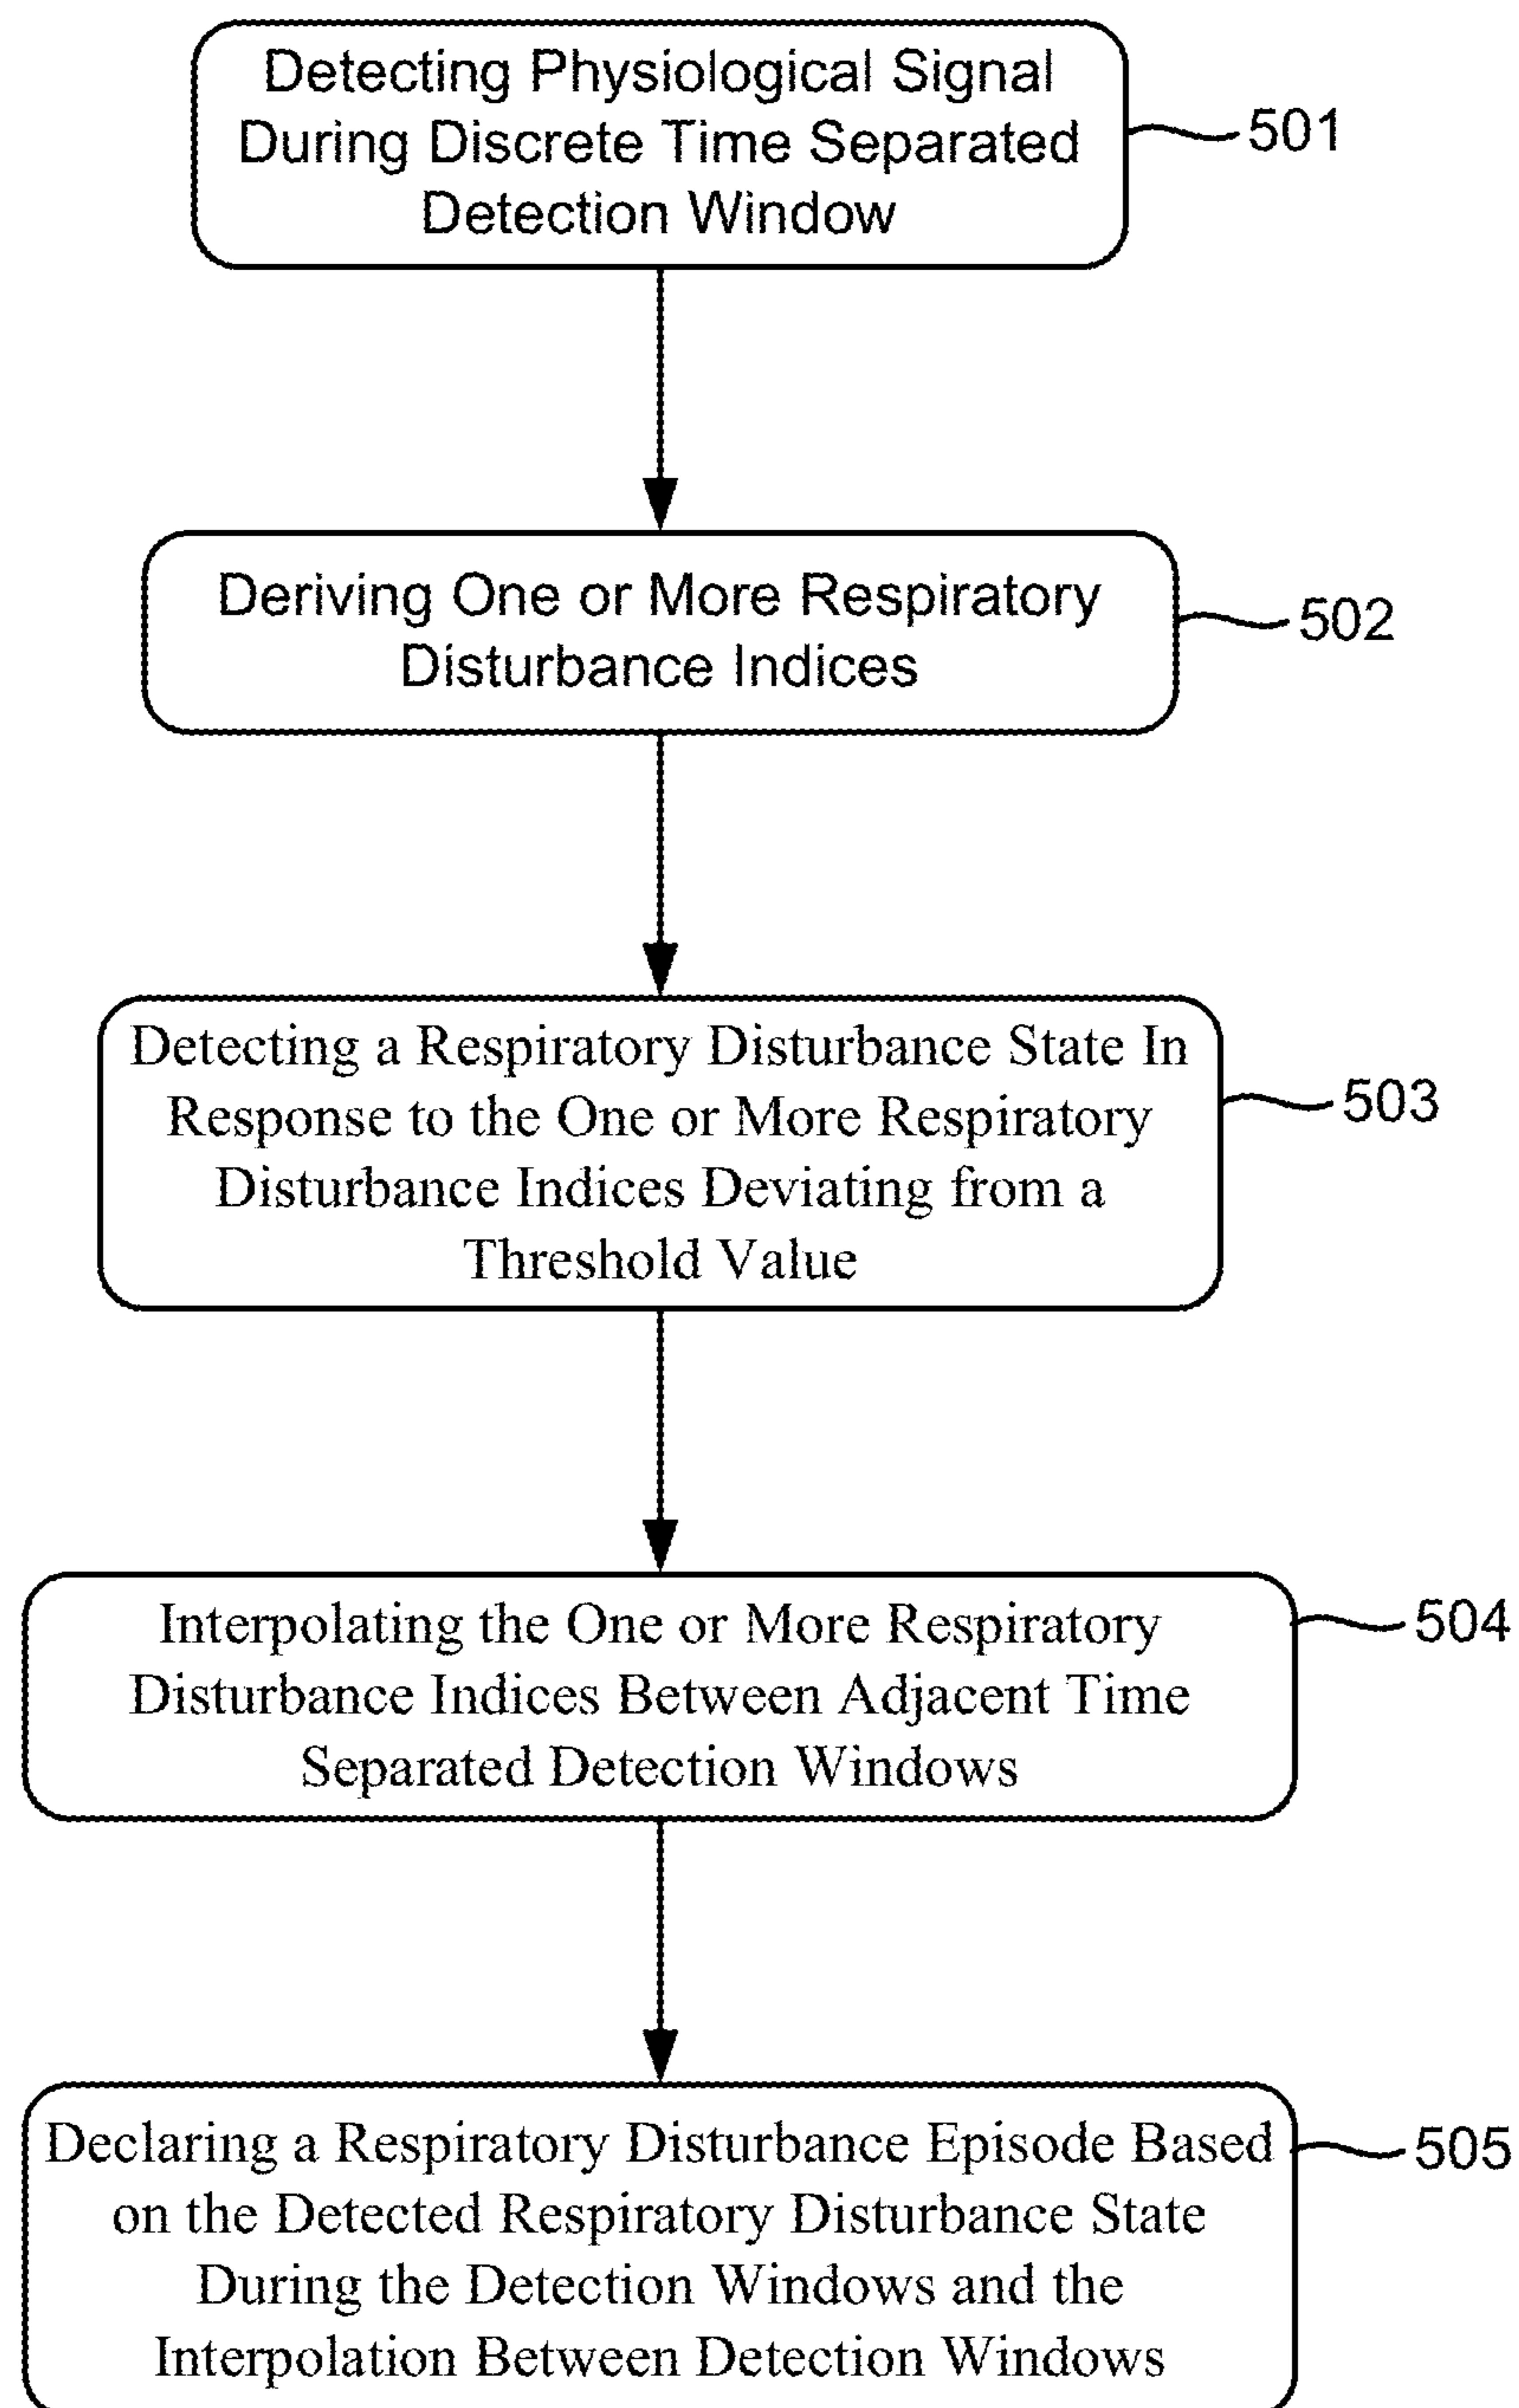 Detecting Physiological Signal
During Discrete Time Separated
Detection Window
501
Deriving One or More Respiratory
Disturbance Indices
502
Detecting a Respiratory Disturbance State In
Response to the One or More Respiratory
Disturbance Indices Deviating from a
Threshold Value
503
Interpolating the One or More Respiratory
Disturbance Indices Between Adjacent Time
Separated Detection Windows
504
Declaring a Respiratory Disturbance Episode Based
on the Detected Respiratory Disturbance State
During the Detection Windows and the
Interpolation Between Detection Windows
505